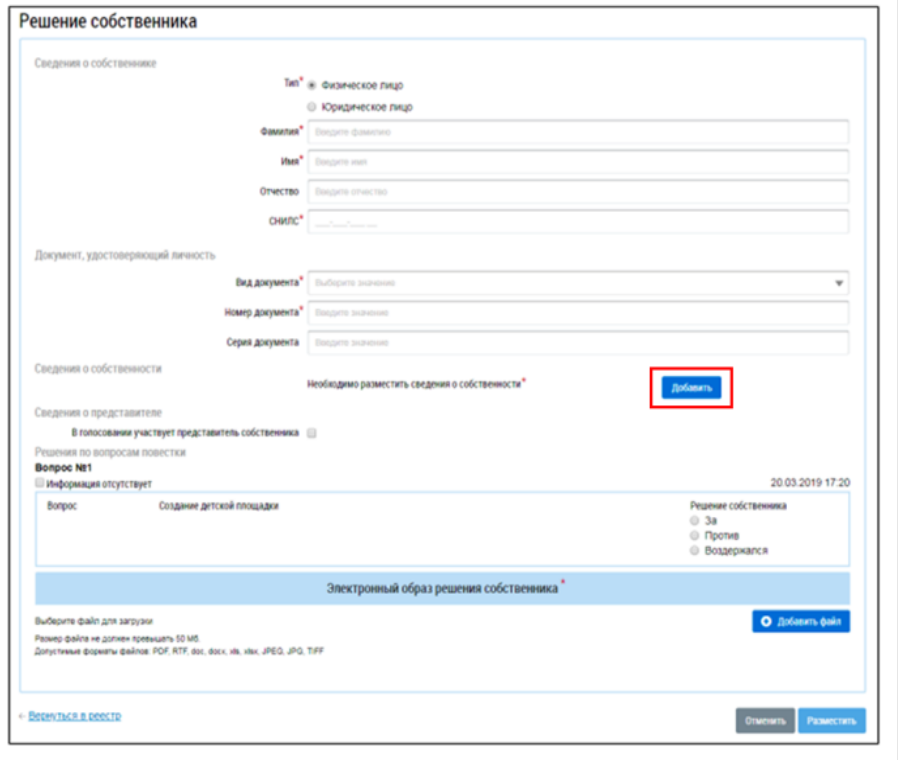 Решение собственника
Сведения о собственнике
Тип* Физическое лицо
Юридическое лицо
Фамилия* Введите фамилию
Имя* Введите имя
Отчество Введите отчество
СНИЛС* ___-___-___ __
Документ, удостоверяющий личность
Вид документа* Выберите значение
Номер документа* Введите значение
Серия документа Введите значение
Сведения о собственности
Необходимо разместить сведения о собственности* Добавить
Сведения о представителе
В голосовании участвует представитель собственника
Решения по вопросам повестки
Вопрос №1
Информация отсутствует 20.03.2019 17:20
Вопрос Создание детской площадки Решение собственника
За
Против
Воздержался
Электронный образ решения собственника *
Выберите файл для загрузки Добавить файл
Размер файла не должен превышать 50 Мб.
Допустимые форматы файлов: PDF, RTF, doc, docx, xls, xlsx, JPEG, JPG, TIFF
← Вернуться в реестр Отменить Разместить